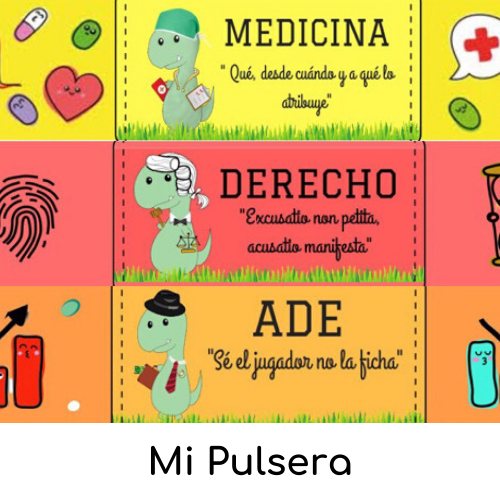 MEDICINA
"Qué, desde cuándo y a qué lo
atribuye"
DERECHO
"Excusatio non petita,
acusatio manifesta"
ADE
"Sé el jugador no la ficha"
Mi Pulsera